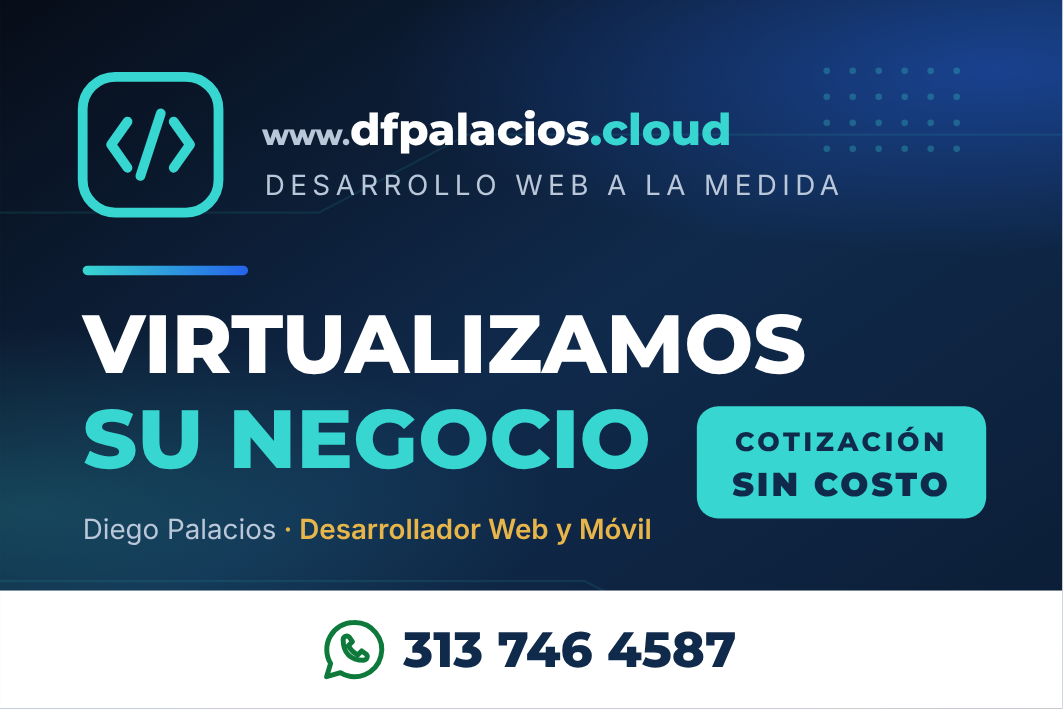 </>
www.dfpalacios.cloud
DESARROLLO WEB A LA MEDIDA
VIRTUALIZAMOS
SU NEGOCIO
COTIZACIÓN
SIN COSTO
Diego Palacios · Desarrollador Web y Móvil
313 746 4587